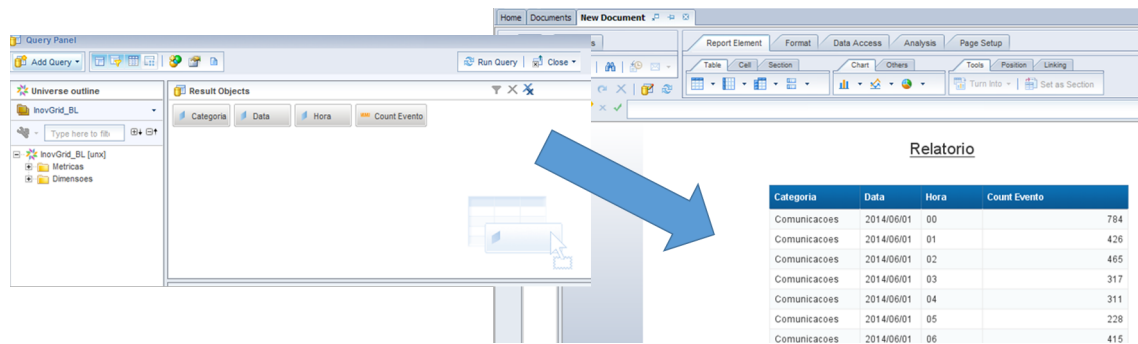 Query Panel
Add Query
Run Query
Close
Universe outline
InovGrid_BL
Type here to filt
InovGrid_BL [unx]
Metricas
Dimensoes
Result Objects
Categoria
Data
Hora
Count Evento
Home
Documents
New Document
Report Element
Format
Data Access
Analysis
Page Setup
Table
Cell
Section
Chart
Others
Tools
Position
Linking
Turn Into
Set as Section
Relatorio
Categoria Data Hora Count Evento
Comunicacoes 2014/06/01 00 784
Comunicacoes 2014/06/01 01 426
Comunicacoes 2014/06/01 02 465
Comunicacoes 2014/06/01 03 317
Comunicacoes 2014/06/01 04 311
Comunicacoes 2014/06/01 05 228
Comunicacoes 2014/06/01 06 415